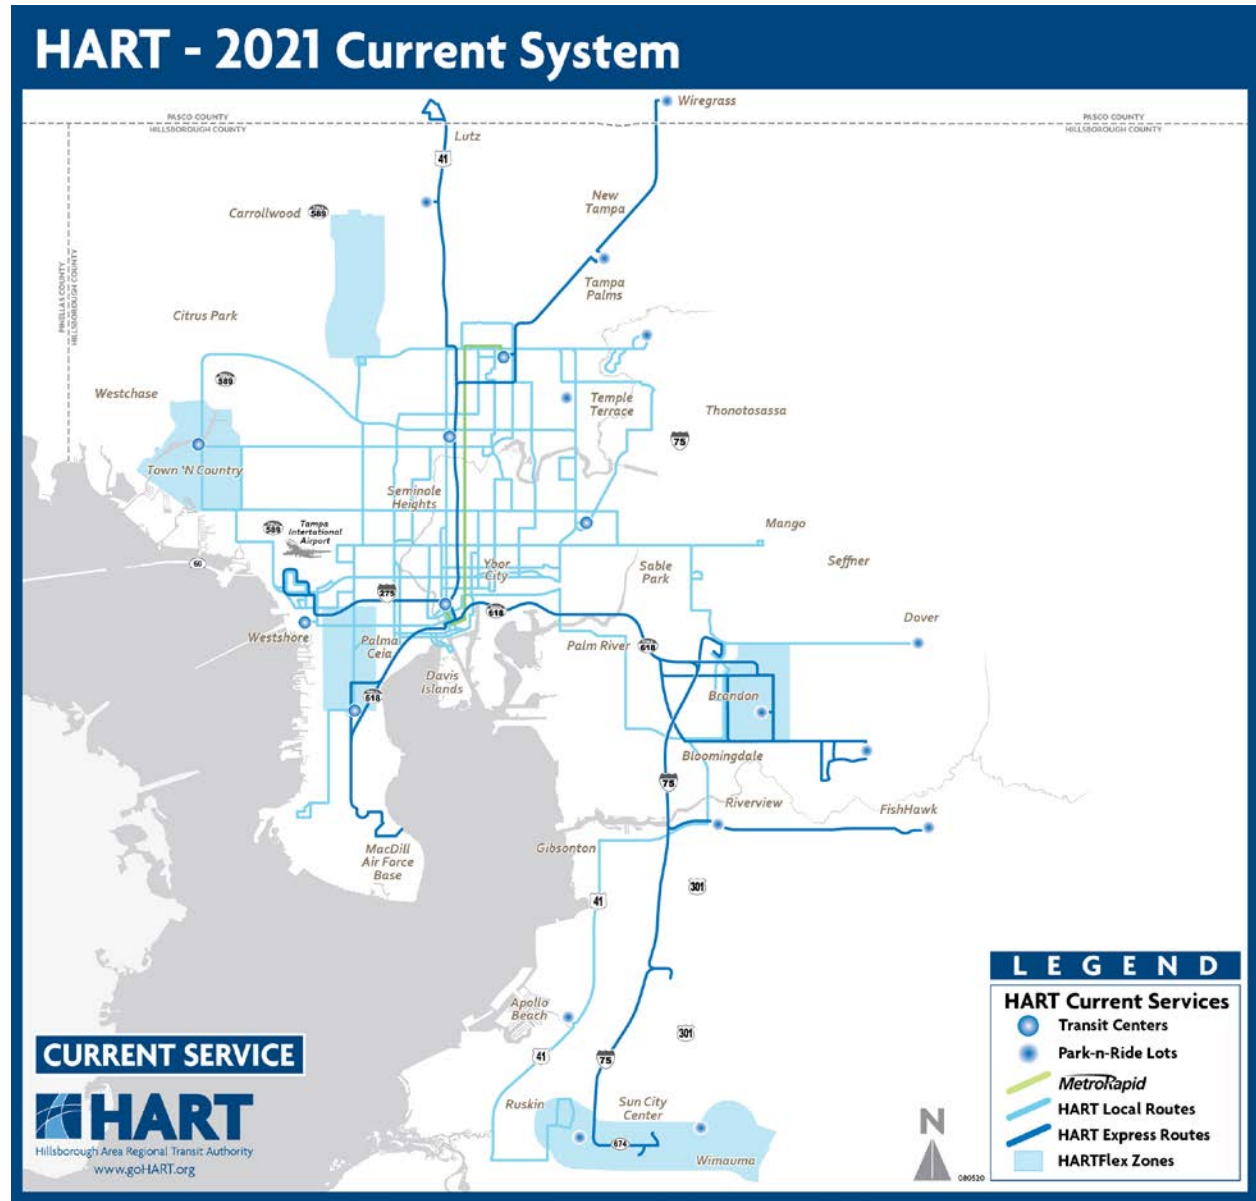 HART - 2021 Current System
PASCO COUNTY
HILLSBOROUGH COUNTY
PASCO COUNTY
HILLSBOROUGH COUNTY
PINELLAS COUNTY
HILLSBOROUGH COUNTY
Wiregrass
Lutz
41
New
Tampa
Carrollwood
589
Tampa
Palms
Citrus Park
589
Westchase
Temple
Terrace
Thonotosassa
75
Town 'N Country
Seminole
Heights
589
Tampa
Intertational
Airport
Mango
60
Ybor
City
Sable
Park
Seffner
275
618
Dover
Westshore
Palma
Ceia
Palm River
618
Davis
Islands
618
Brandon
Bloomingdale
75
Riverview
FishHawk
MacDill
Air Force
Base
Gibsonton
301
41
Apollo
Beach
301
41
75
Ruskin
Sun City
Center
674
Wimauma
CURRENT SERVICE
HART
Hillsborough Area Regional Transit Authority
www.goHART.org
N
080520
LEGEND
HART Current Services
Transit Centers
Park-n-Ride Lots
MetroRapid
HART Local Routes
HART Express Routes
HARTFlex Zones